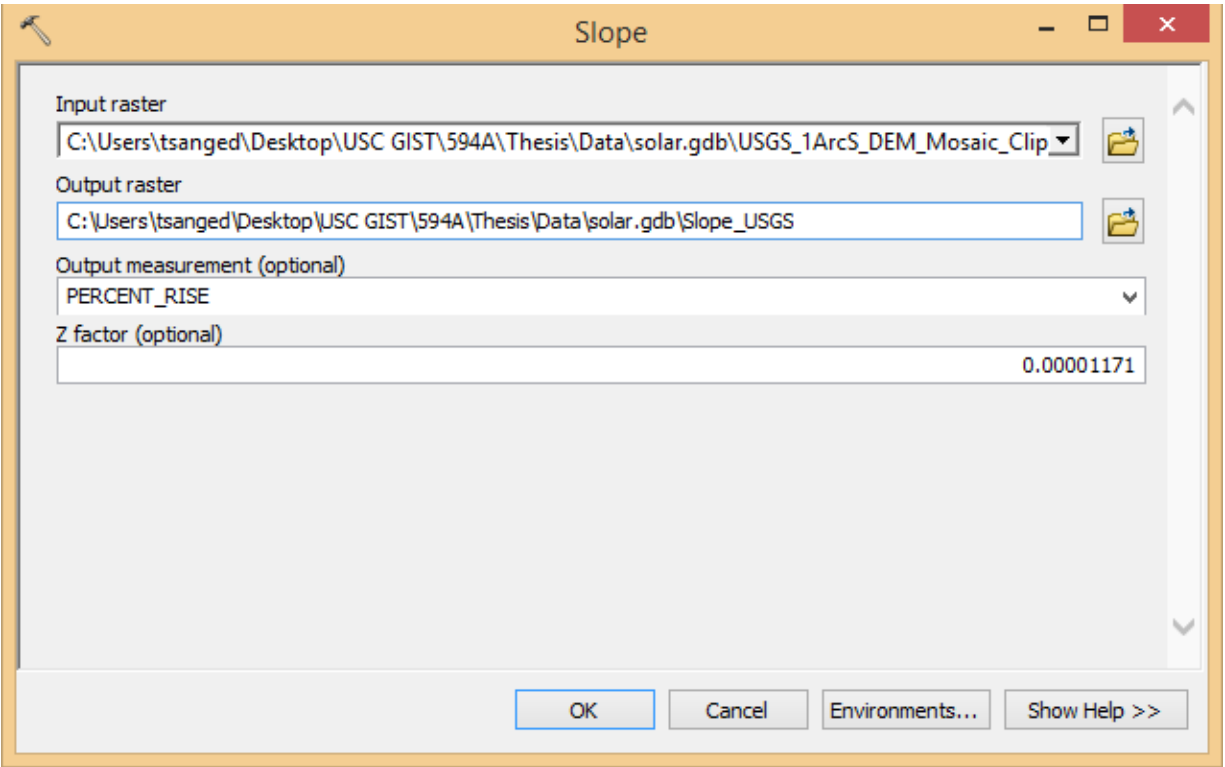 Slope
Input raster
C:\Users\tsanged\Desktop\USC GIST\594A\Thesis\Data\solar.gdb\USGS_1ArcS_DEM_Mosaic_Clip
Output raster
C:\Users\tsanged\Desktop\USC GIST\594A\Thesis\Data\solar.gdb\Slope_USGS
Output measurement (optional)
PERCENT_RISE
Z factor (optional)
0.00001171
OK Cancel Environments... Show Help >>